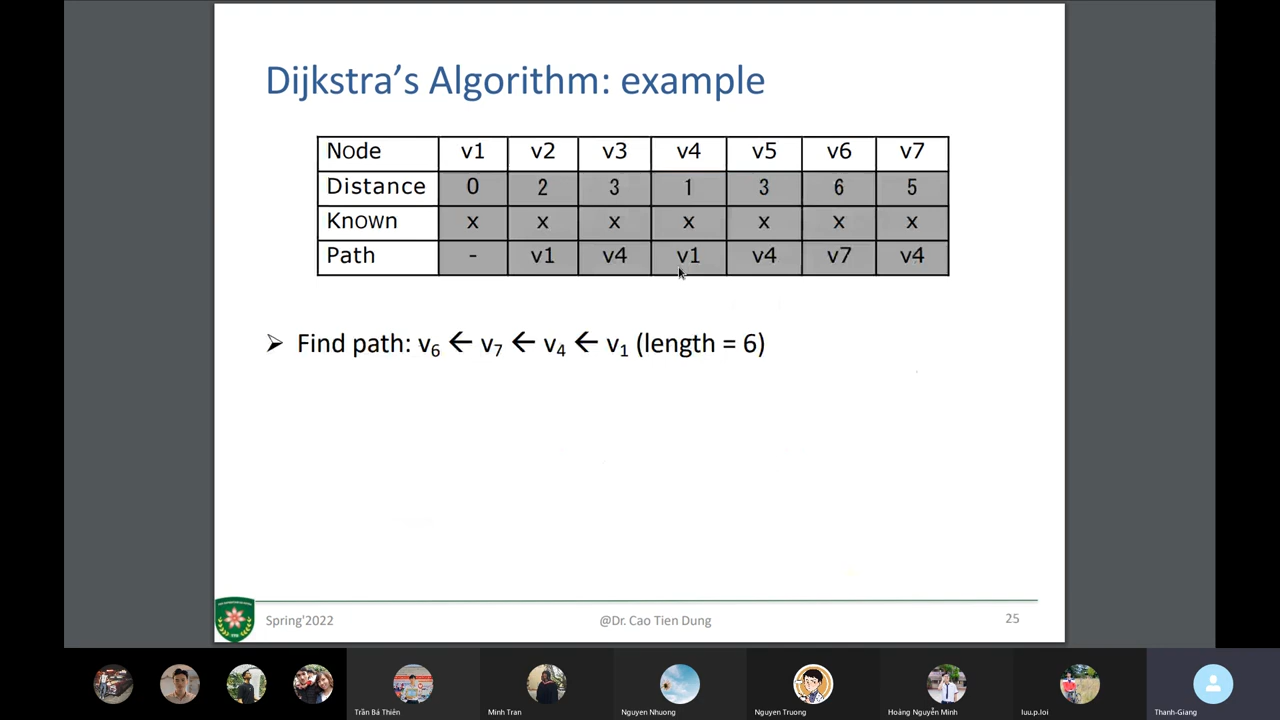 Dijkstra’s Algorithm: example
Node v1 v2 v3 v4 v5 v6 v7
Distance 0 2 3 1 3 6 5
Known x x x x x x x
Path - v1 v4 v1 v4 v7 v4
➢ Find path: v6 ← v7 ← v4 ← v1 (length = 6)
Spring'2022 @Dr. Cao Tien Dung 25
Trần Bá Thiên Minh Tran Nguyen Nhuong Nguyen Truong Hoàng Nguyễn Minh luu.p.loi Thanh-Giang